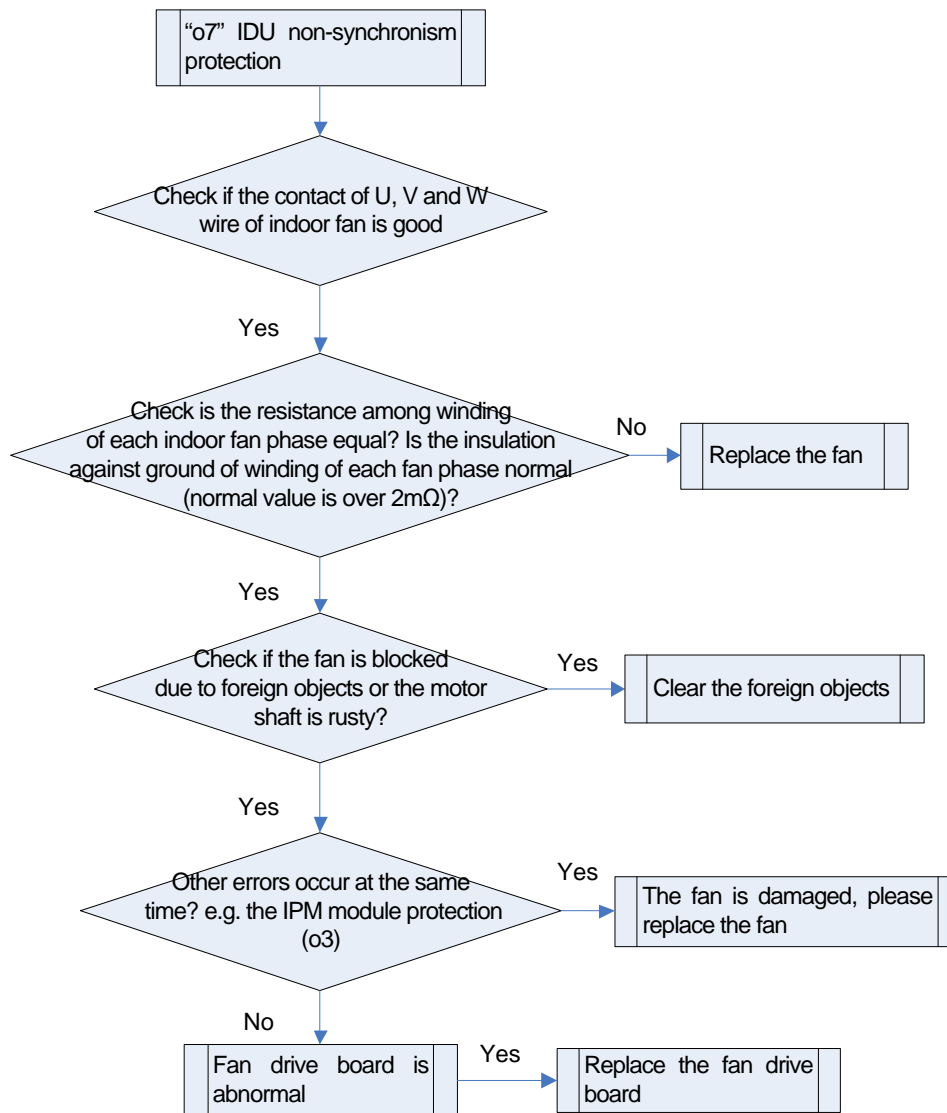 “o7” IDU non-synchronism
protection
Check if the contact of U, V and W
wire of indoor fan is good
Yes
Check is the resistance among winding
of each indoor fan phase equal? Is the insulation
against ground of winding of each fan phase normal
(normal value is over 2mΩ)?
No
Replace the fan
Yes
Check if the fan is blocked
due to foreign objects or the motor
shaft is rusty?
Yes
Clear the foreign objects
Yes
Other errors occur at the same
time? e.g. the IPM module protection
(o3)
Yes
The fan is damaged, please
replace the fan
No
Fan drive board is
abnormal
Yes
Replace the fan drive
board